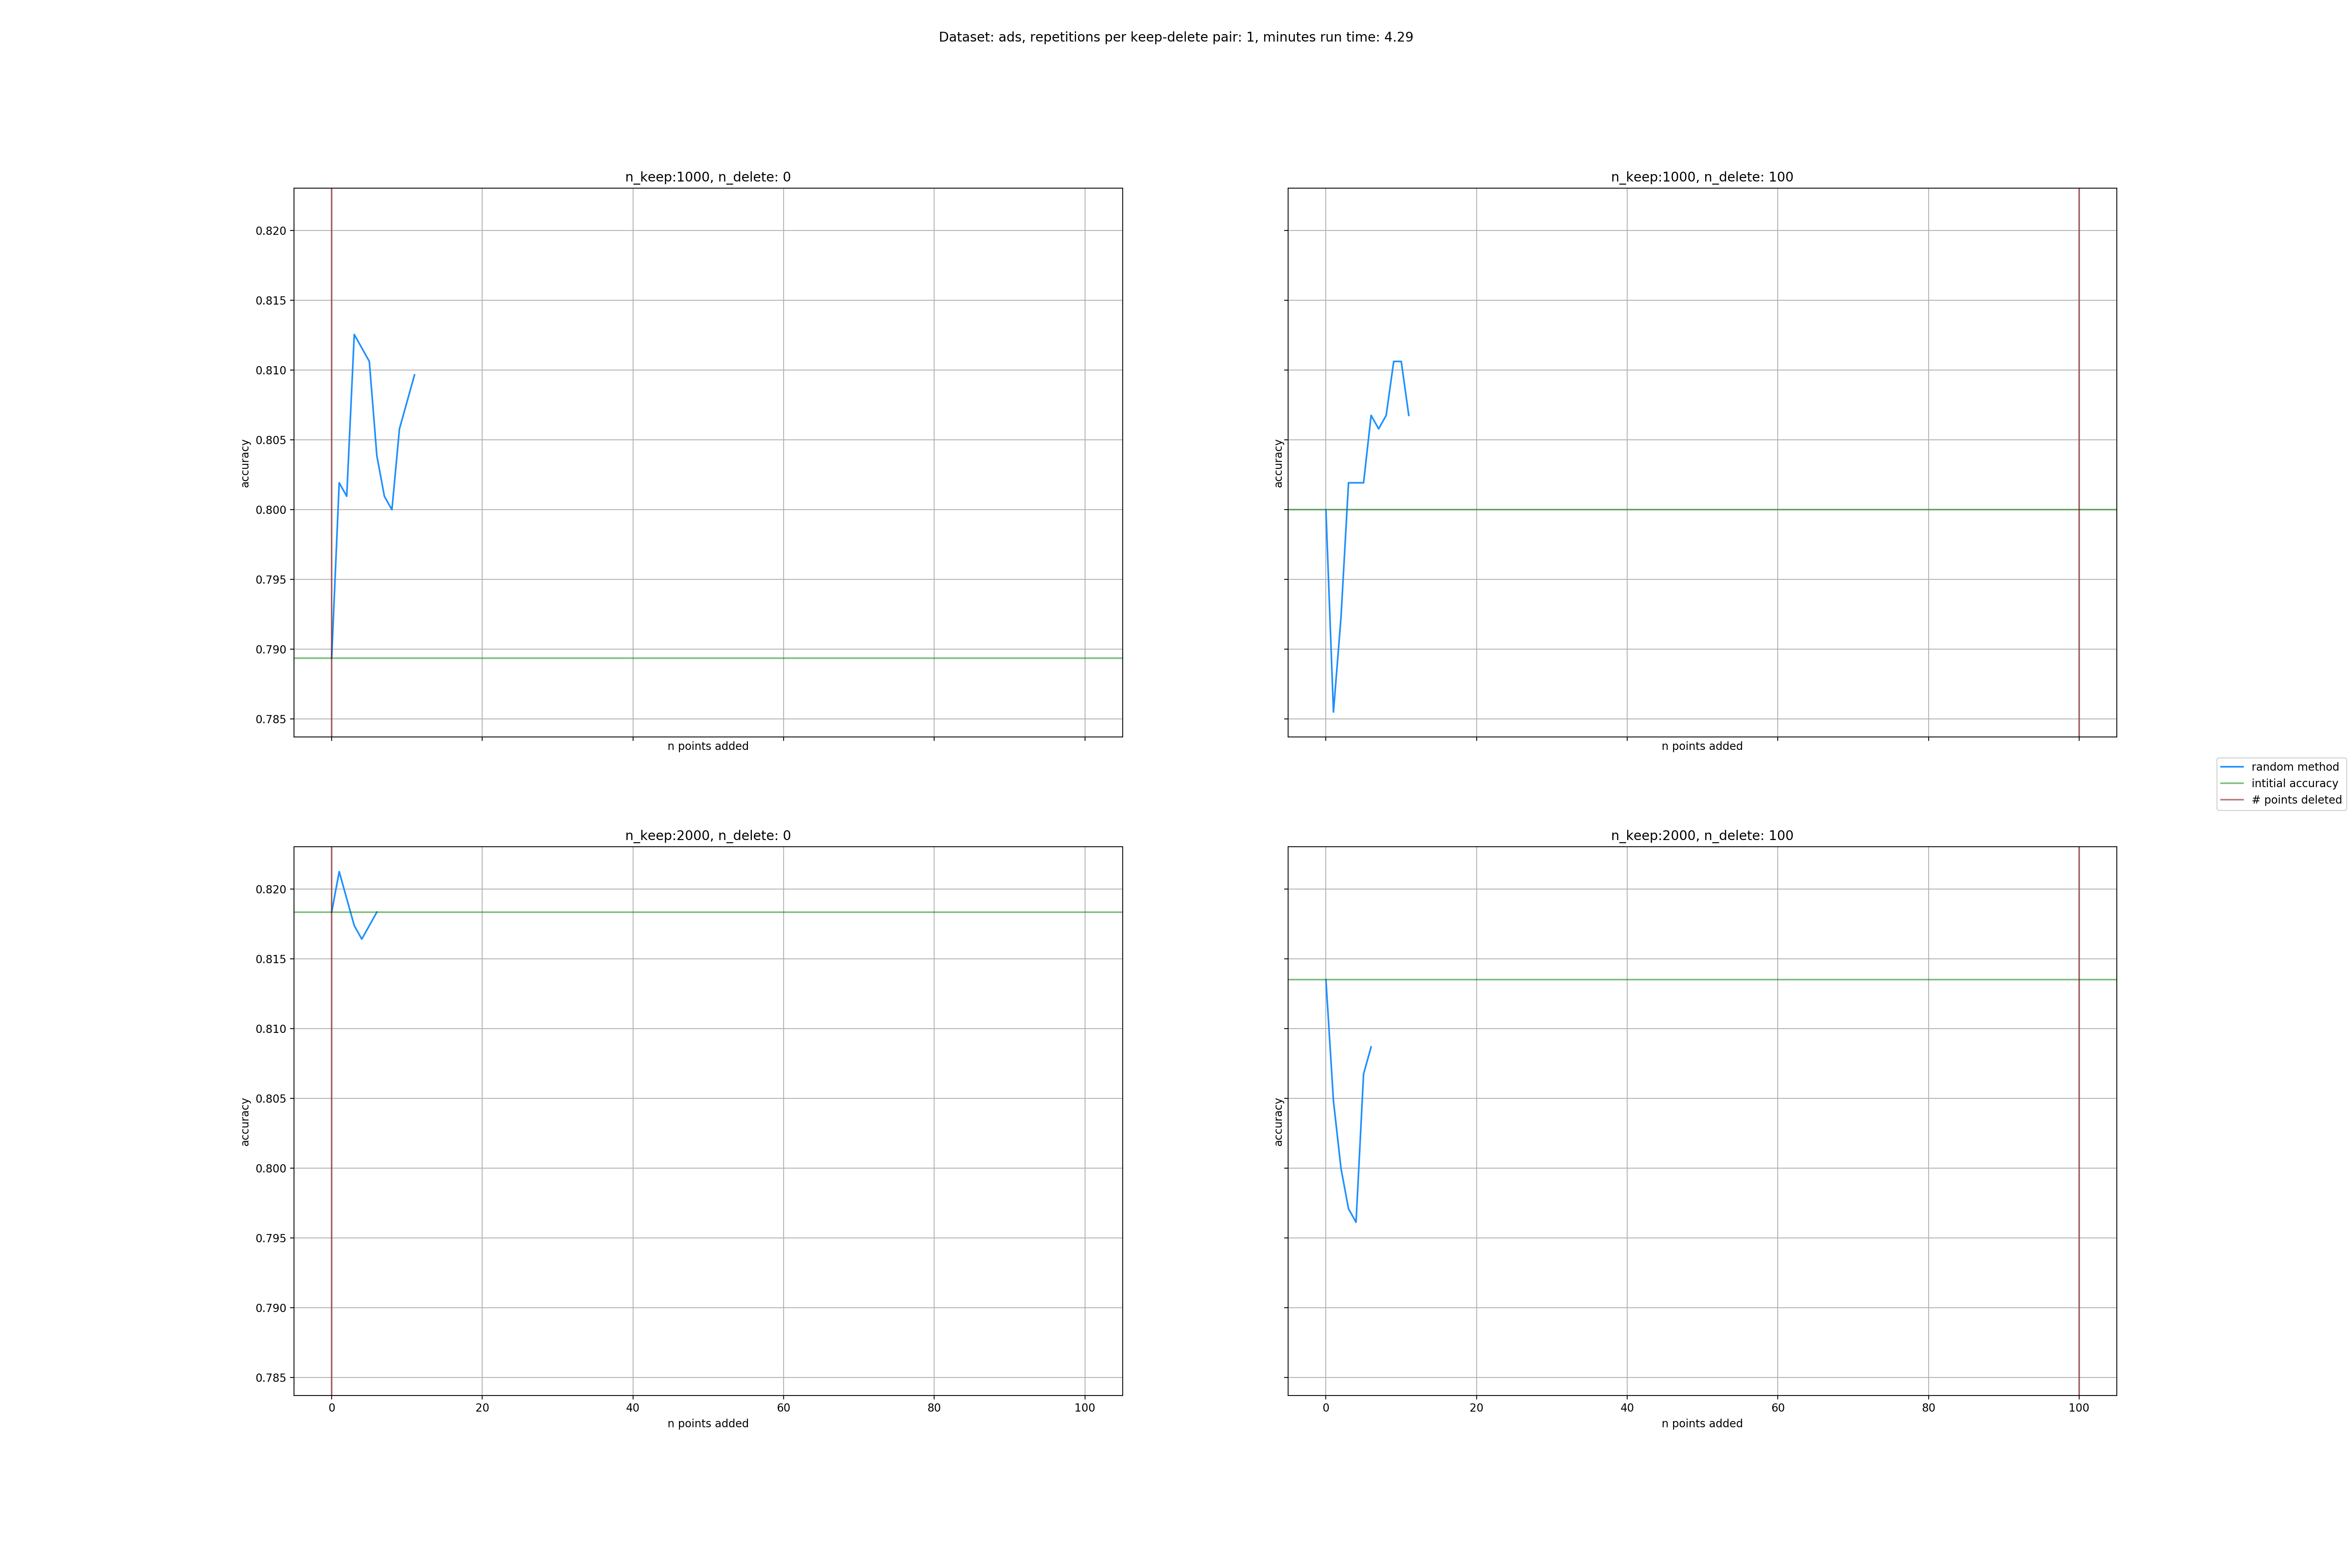 Dataset: ads, repetitions per keep-delete pair: 1, minutes run time: 4.29
n_keep:1000, n_delete: 0
0.820
0.815
0.810
0.805
0.800
0.795
0.790
0.785
accuracy
n points added
n_keep:1000, n_delete: 100
accuracy
n points added
random method
intitial accuracy
# points deleted
n_keep:2000, n_delete: 0
0.820
0.815
0.810
0.805
0.800
0.795
0.790
0.785
accuracy
0 20 40 60 80 100
n points added
n_keep:2000, n_delete: 100
accuracy
0 20 40 60 80 100
n points added